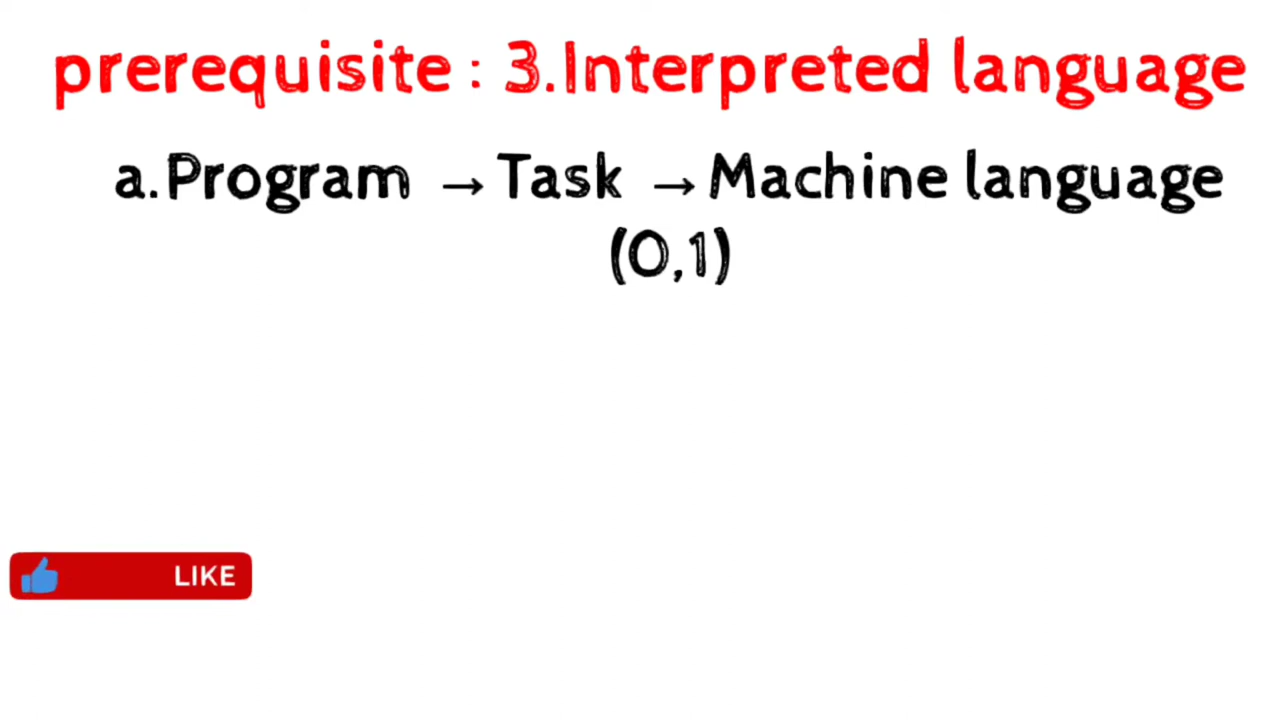 prerequisite : 3.Interpreted language
a.Program → Task → Machine language
(0,1)
LIKE